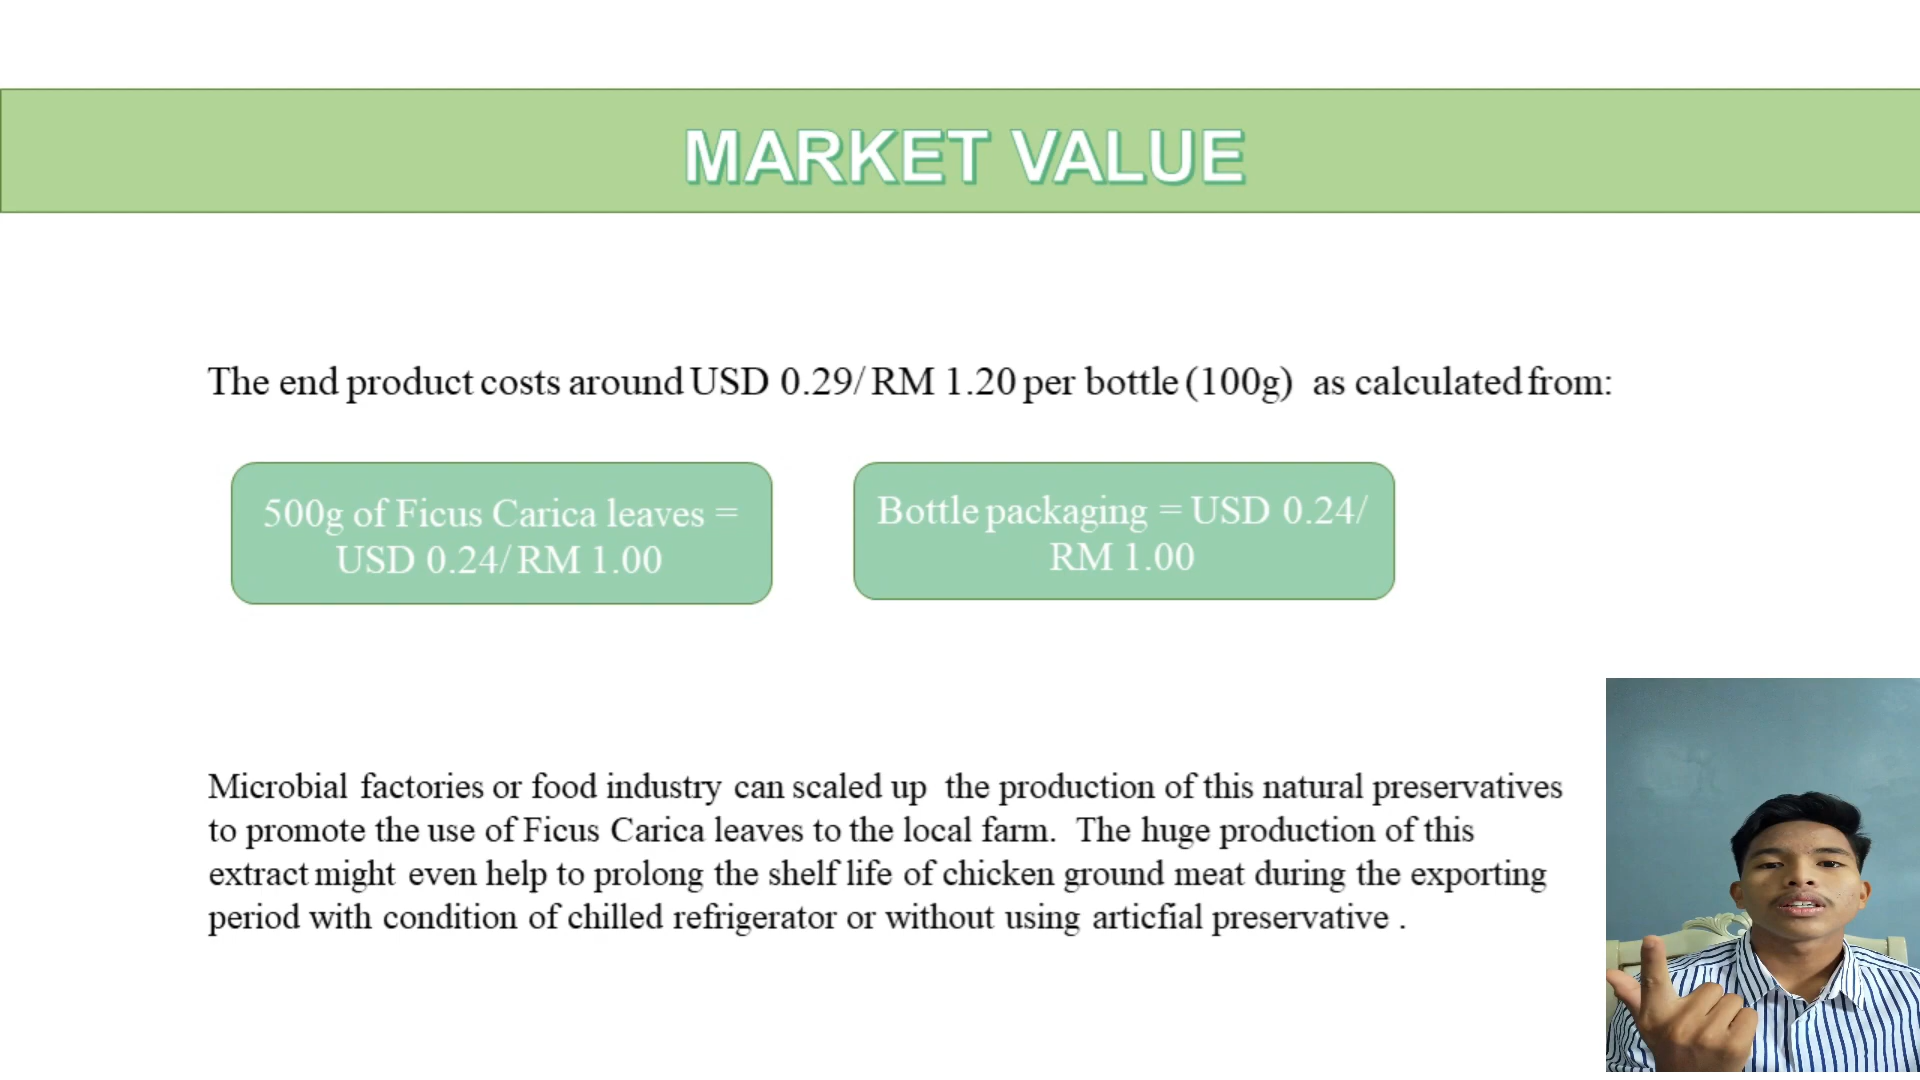 MARKET VALUE
The end product costs around USD 0.29/ RM 1.20 per bottle (100g) as calculated from:
500g of Ficus Carica leaves =
USD 0.24/ RM 1.00
Bottle packaging = USD 0.24/
RM 1.00
Microbial factories or food industry can scaled up the production of this natural preservatives
to promote the use of Ficus Carica leaves to the local farm. The huge production of this
extract might even help to prolong the shelf life of chicken ground meat during the exporting
period with condition of chilled refrigerator or without using articfial preservative .